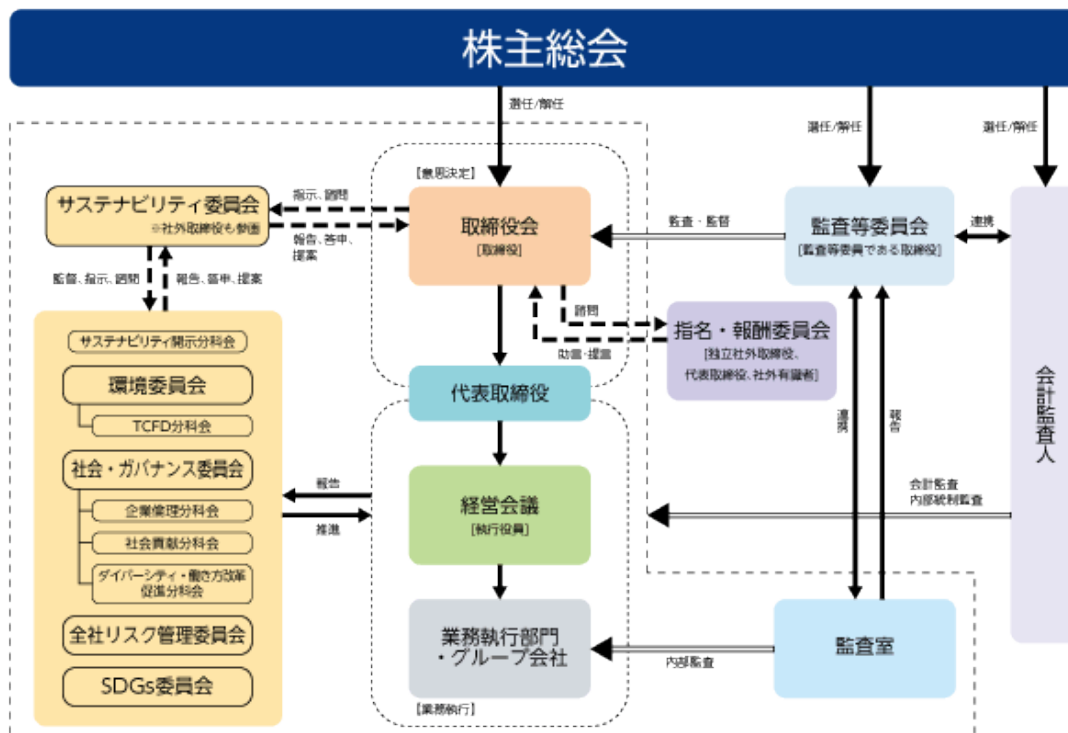 株主総会
選任/解任
選任/解任
選任/解任
【意思決定】
サステナビリティ委員会
※社外取締役も参画
指示、諮問
報告、答申、
提案
取締役会
[取締役]
監査・監督
監査等委員会
[監査等委員である取締役]
連携
監督、指示、諮問
報告、答申、提案
諮問
助言・提言
指名・報酬委員会
[独立社外取締役、
代表取締役、社外有識者]
サステナビリティ開示分科会
環境委員会
TCFD分科会
社会・ガバナンス委員会
企業倫理分科会
社会貢献分科会
ダイバーシティ・働き方改革
促進分科会
全社リスク管理委員会
SDGs委員会
代表取締役
報告
推進
経営会議
[執行役員]
連携
報告
会計監査
内部統制監査
会計監査人
業務執行部門
・グループ会社
内部監査
監査室
【業務執行】